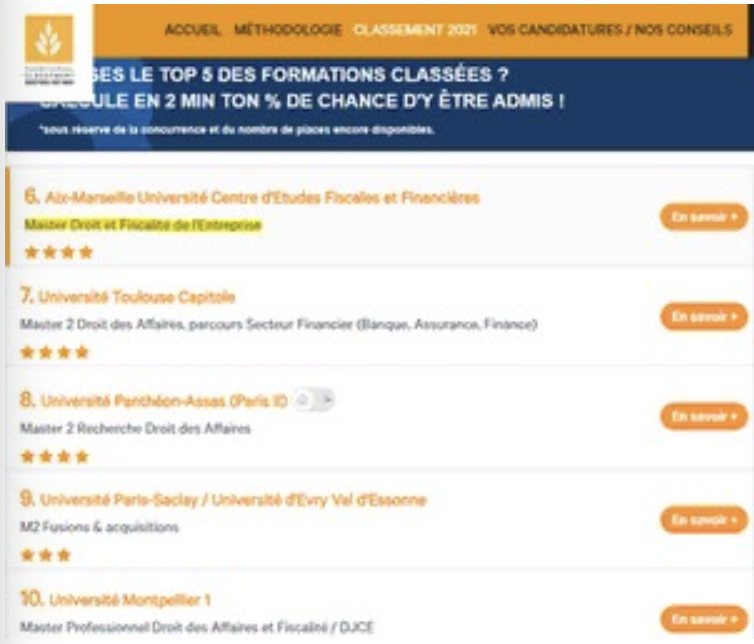 ACCUEIL MÉTHODOLOGIE CLASSEMENT 2021 VOS CANDIDATURES / NOS CONSEILS
SES LE TOP 5 DES FORMATIONS CLASSÉES ?
CALCULE EN 2 MIN TON % DE CHANCE D'Y ÊTRE ADMIS !
*sous réserve de la concurrence et du nombre de places encore disponibles.
6. Aix-Marseille Université Centre d'Etudes Fiscales et Financières
Master Droit et Fiscalité de l'Entreprise
En savoir +
7. Université Toulouse Capitole
Master 2 Droit des Affaires, parcours Secteur Financier (Banque, Assurance, Finance)
En savoir +
8. Université Panthéon-Assas (Paris II)
Master 2 Recherche Droit des Affaires
En savoir +
9. Université Paris-Saclay / Université d'Evry Val d'Essonne
M2 Fusions & acquisitions
En savoir +
10. Université Montpellier 1
Master Professionnel Droit des Affaires et Fiscalité / DJCE
En savoir +